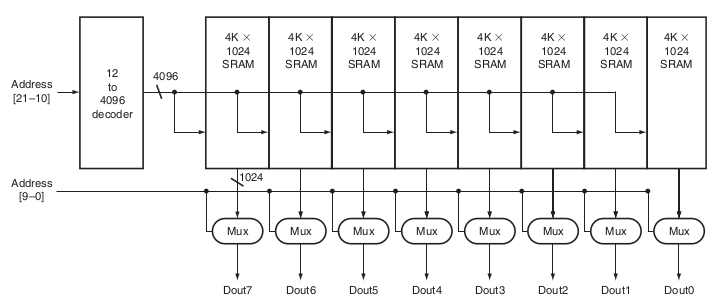 4K ×
1024
SRAM
4K ×
1024
SRAM
4K ×
1024
SRAM
4K ×
1024
SRAM
4K ×
1024
SRAM
4K ×
1024
SRAM
4K ×
1024
SRAM
4K ×
1024
SRAM
Address
[21–10]
12
to
4096
decoder
4096
1024
Address
[9–0]
Mux
Mux
Mux
Mux
Mux
Mux
Mux
Mux
Dout7
Dout6
Dout5
Dout4
Dout3
Dout2
Dout1
Dout0